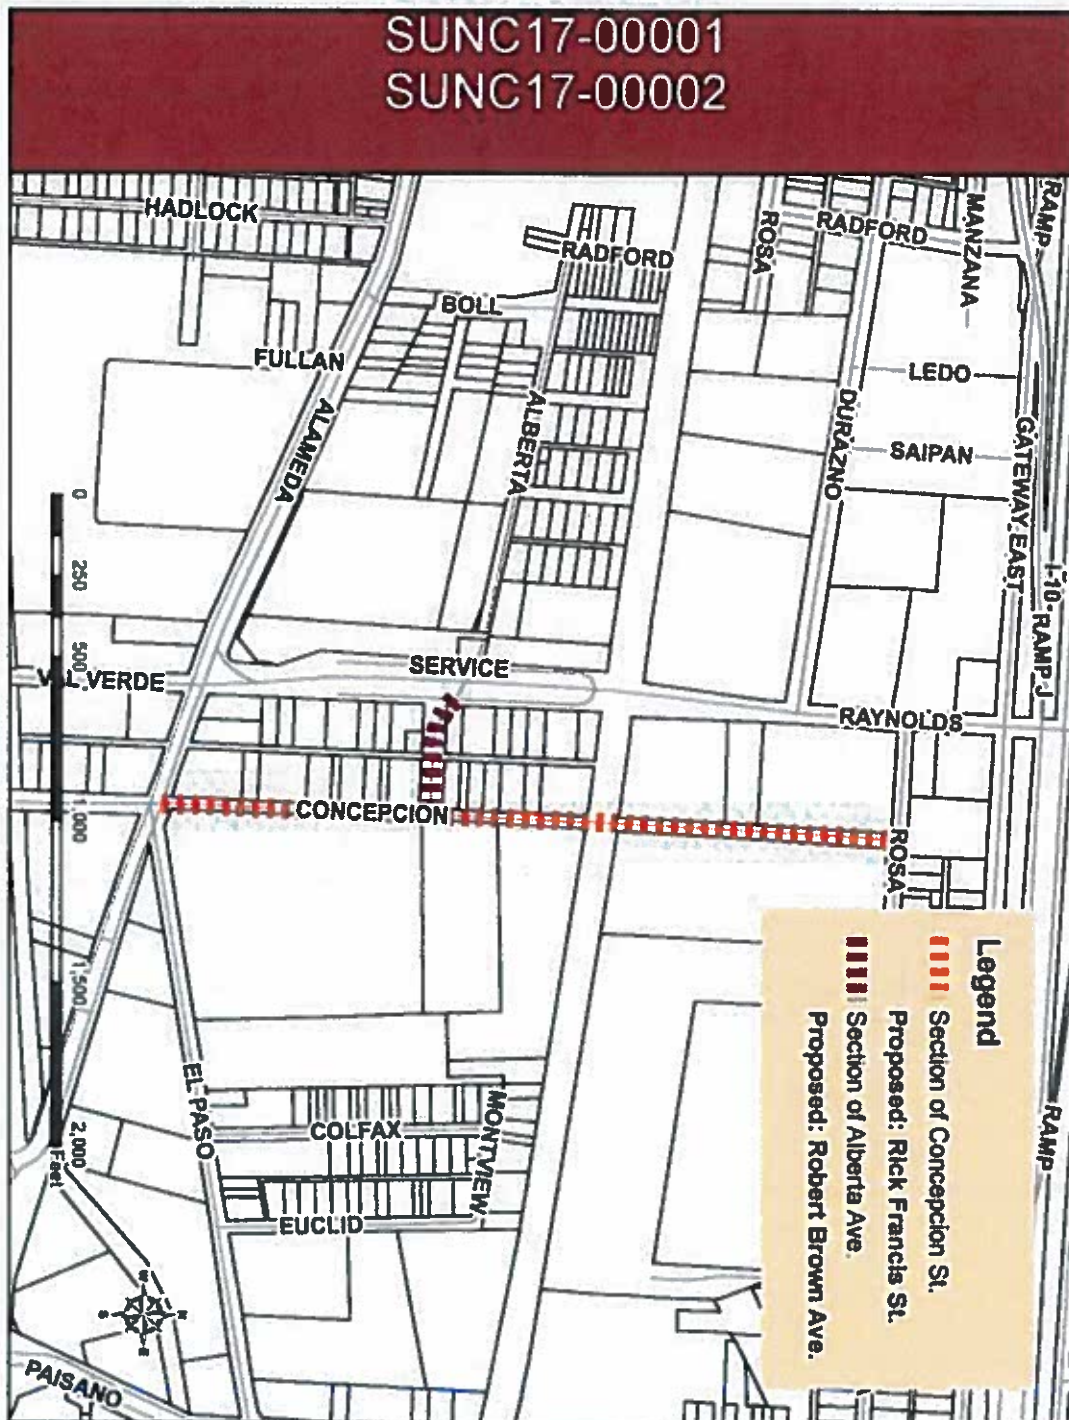 SUNC17-00001
SUNC17-00002
HADLOCK
RADFORD
ROSA
RADFORD
MANZANA
RAMP
BOLL
FULLAN
LEDO
ALAMEDA
ALBERTA
DURAZNO
SAIPAN
GATEWAY EAST
I-10
RAMP J
SERVICE
VAL VERDE
RAYNOLDS
CONCEPCION
ROSA
0
250
500
1,000
1,500
2,000
Feet
Legend
Section of Concepcion St.
Proposed: Rick Francis St.
Section of Alberta Ave.
Proposed: Robert Brown Ave.
RAMP
EL PASO
COLFAX
MONTVIEW
EUCLID
PAISANO
N
E
S
W